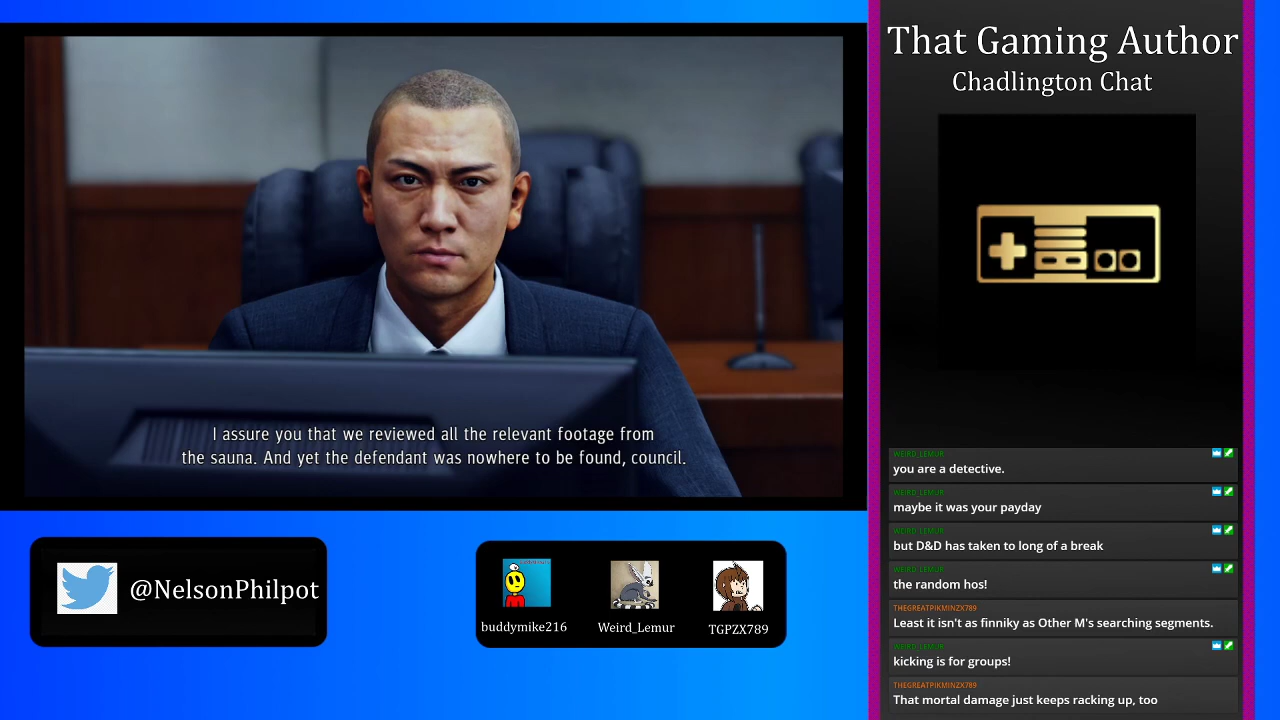 That Gaming Author
Chadlington Chat
I assure you that we reviewed all the relevant footage from
the sauna. And yet the defendant was nowhere to be found, council.
WEIRD_LEMUR
you are a detective.
WEIRD_LEMUR
maybe it was your payday
WEIRD_LEMUR
but D&D has taken to long of a break
WEIRD_LEMUR
the random hos!
THEGREATPIKMINZX789
Least it isn't as finniky as Other M's searching segments.
WEIRD_LEMUR
kicking is for groups!
THEGREATPIKMINZX789
That mortal damage just keeps racking up, too
@NelsonPhilpot
buddymike216
Weird_Lemur
TGPZX789